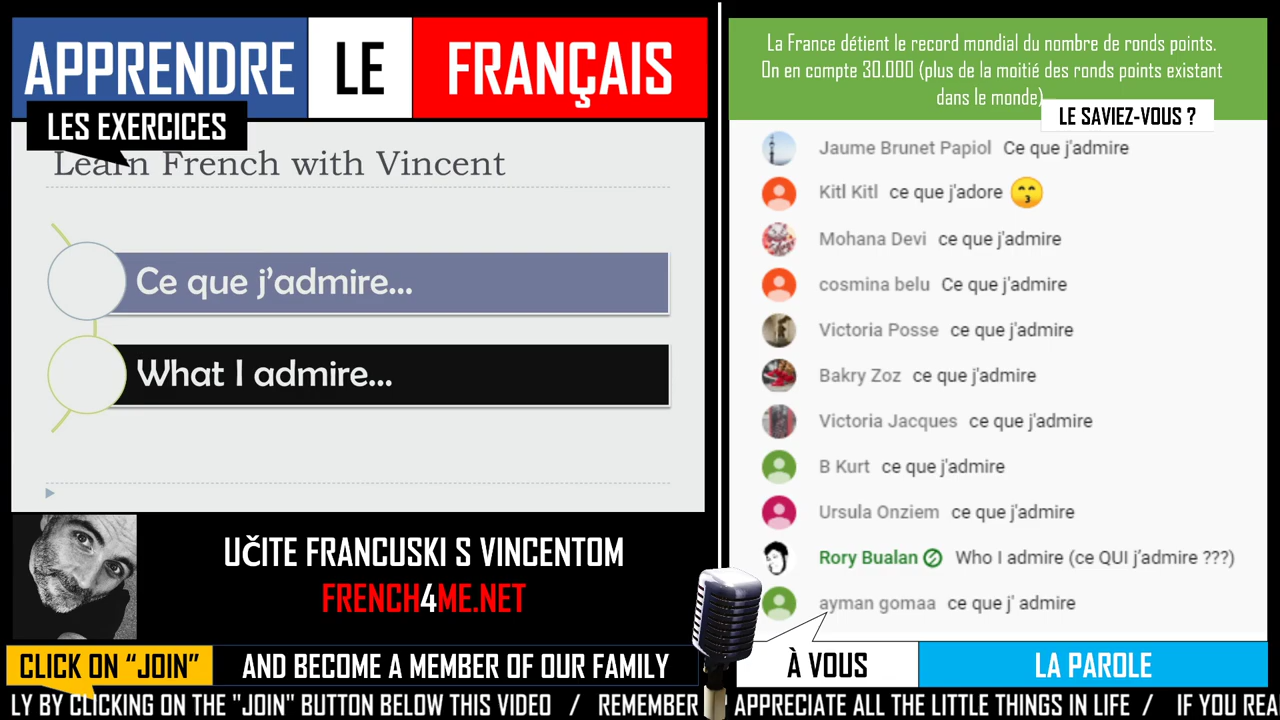 APPRENDRE LE FRANÇAIS
LES EXERCICES
Learn French with Vincent
Ce que j’admire...
What I admire...
UČITE FRANCUSKI S VINCENTOM
FRENCH4ME.NET
CLICK ON “JOIN”
AND BECOME A MEMBER OF OUR FAMILY
La France détient le record mondial du nombre de ronds points.
On en compte 30.000 (plus de la moitié des ronds points existant
dans le monde)
LE SAVIEZ-VOUS ?
Jaume Brunet Papiol Ce que j'admire
Kitl Kitl ce que j'adore
Mohana Devi ce que j'admire
cosmina belu Ce que j'admire
Victoria Posse ce que j'admire
Bakry Zoz ce que j'admire
Victoria Jacques ce que j'admire
B Kurt ce que j'admire
Ursula Onziem ce que j'admire
Rory Bualan Who I admire (ce QUI j'admire ???)
ayman gomaa ce que j' admire
À VOUS LA PAROLE
LY BY CLICKING ON THE "JOIN" BUTTON BELOW THIS VIDEO / REMEMBER APPRECIATE ALL THE LITTLE THINGS IN LIFE / IF YOU REA